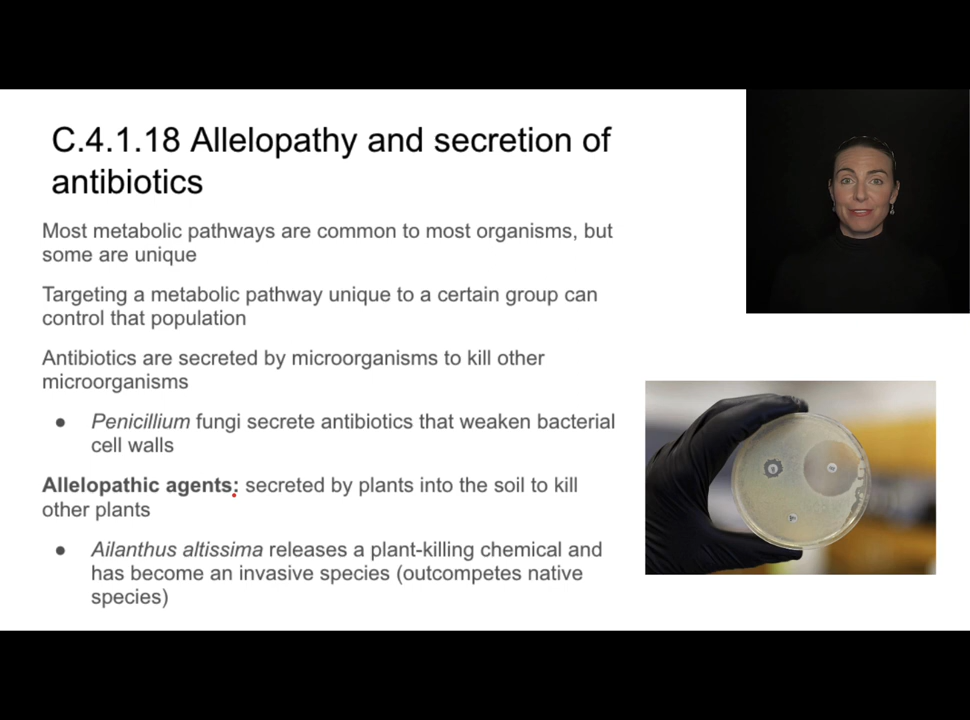 C.4.1.18 Allelopathy and secretion of
antibiotics
Most metabolic pathways are common to most organisms, but
some are unique
Targeting a metabolic pathway unique to a certain group can
control that population
Antibiotics are secreted by microorganisms to kill other
microorganisms
● Penicillium fungi secrete antibiotics that weaken bacterial
cell walls
Allelopathic agents: secreted by plants into the soil to kill
other plants
● Ailanthus altissima releases a plant-killing chemical and
has become an invasive species (outcompetes native
species)